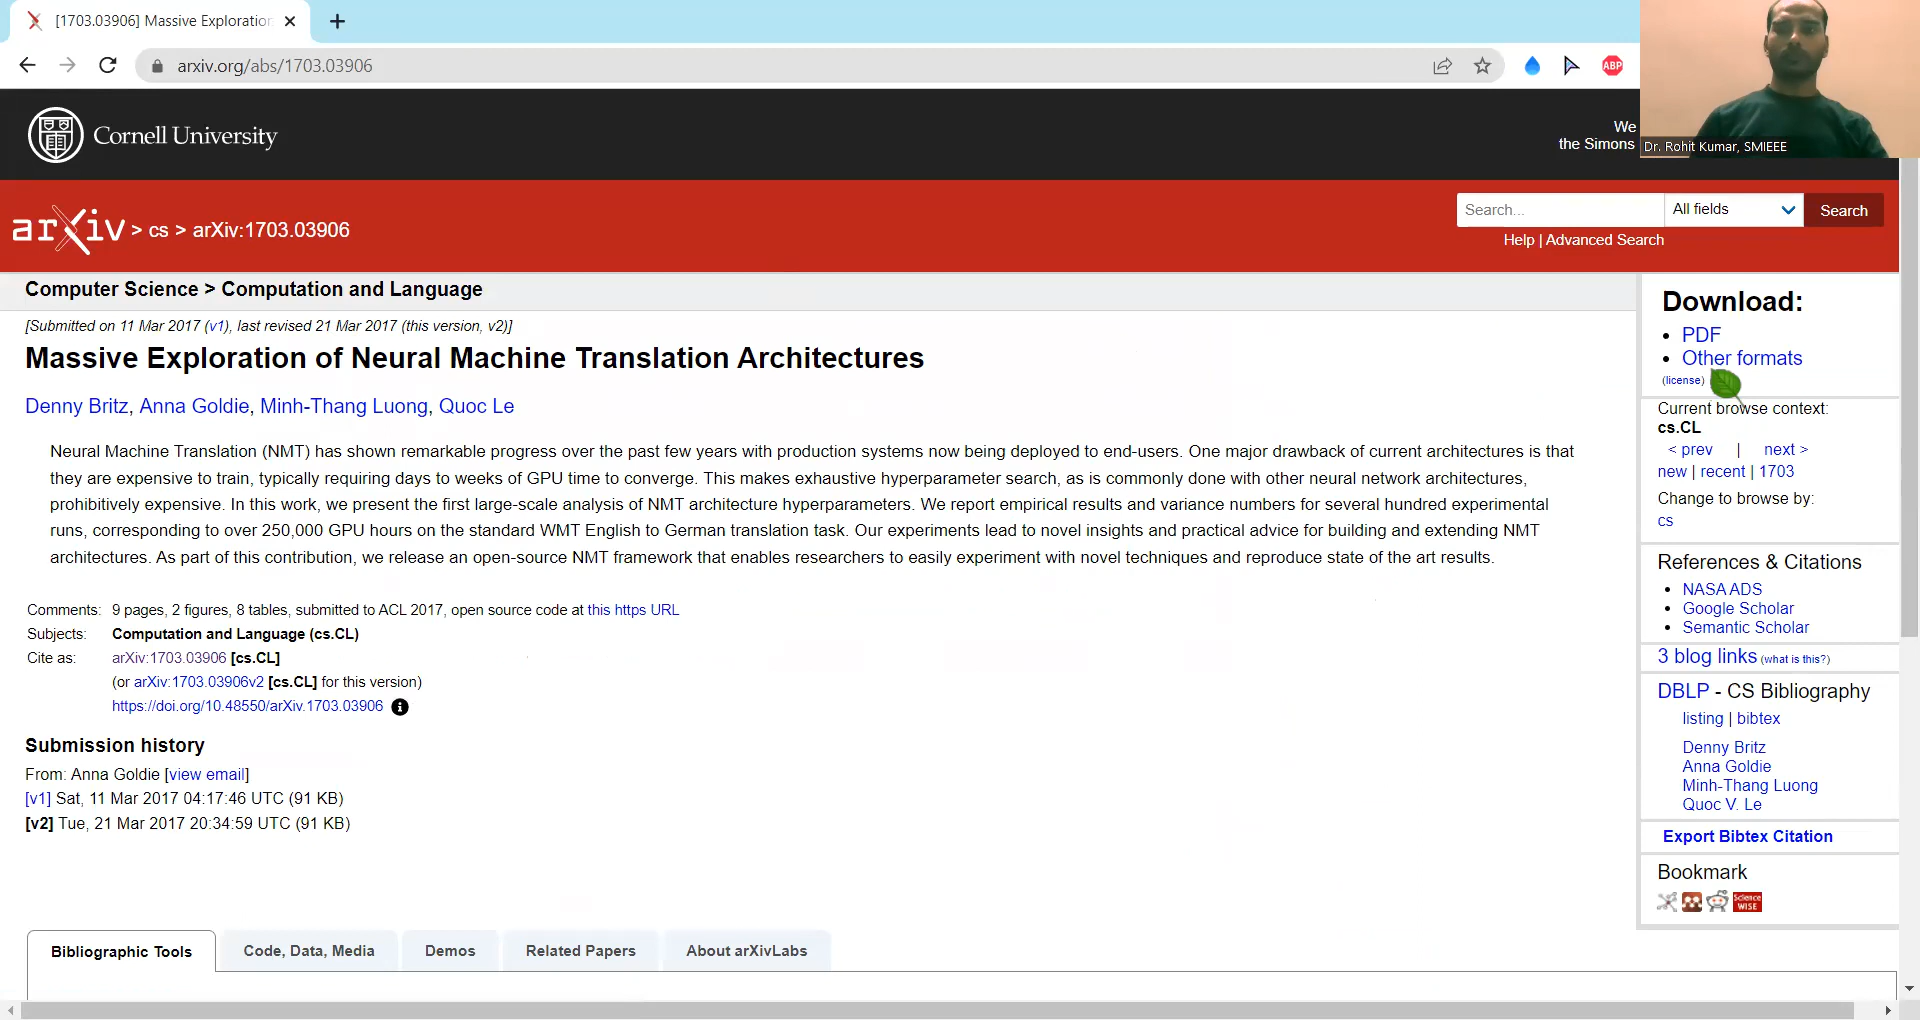 [1703.03906] Massive Exploration
arxiv.org/abs/1703.03906
ABP
Cornell University
We
the Simons
Dr. Rohit Kumar, SMIEEE
arXiv > cs > arXiv:1703.03906
Search...
All fields
Search
Help | Advanced Search
Computer Science > Computation and Language
[Submitted on 11 Mar 2017 (v1), last revised 21 Mar 2017 (this version, v2)]
Massive Exploration of Neural Machine Translation Architectures
Denny Britz, Anna Goldie, Minh-Thang Luong, Quoc Le
Neural Machine Translation (NMT) has shown remarkable progress over the past few years with production systems now being deployed to end-users. One major drawback of current architectures is that
they are expensive to train, typically requiring days to weeks of GPU time to converge. This makes exhaustive hyperparameter search, as is commonly done with other neural network architectures,
prohibitively expensive. In this work, we present the first large-scale analysis of NMT architecture hyperparameters. We report empirical results and variance numbers for several hundred experimental
runs, corresponding to over 250,000 GPU hours on the standard WMT English to German translation task. Our experiments lead to novel insights and practical advice for building and extending NMT
architectures. As part of this contribution, we release an open-source NMT framework that enables researchers to easily experiment with novel techniques and reproduce state of the art results.
Comments: 9 pages, 2 figures, 8 tables, submitted to ACL 2017, open source code at this https URL
Subjects: Computation and Language (cs.CL)
Cite as: arXiv:1703.03906 [cs.CL]
(or arXiv:1703.03906v2 [cs.CL] for this version)
https://doi.org/10.48550/arXiv.1703.03906
Submission history
From: Anna Goldie [view email]
[v1] Sat, 11 Mar 2017 04:17:46 UTC (91 KB)
[v2] Tue, 21 Mar 2017 20:34:59 UTC (91 KB)
Download:
PDF
Other formats
(license)
Current browse context:
cs.CL
< prev | next >
new | recent | 1703
Change to browse by:
cs
References & Citations
NASA ADS
Google Scholar
Semantic Scholar
3 blog links (what is this?)
DBLP - CS Bibliography
listing | bibtex
Denny Britz
Anna Goldie
Minh-Thang Luong
Quoc V. Le
Export Bibtex Citation
Bookmark
Science
WISE
Bibliographic Tools
Code, Data, Media
Demos
Related Papers
About arXivLabs